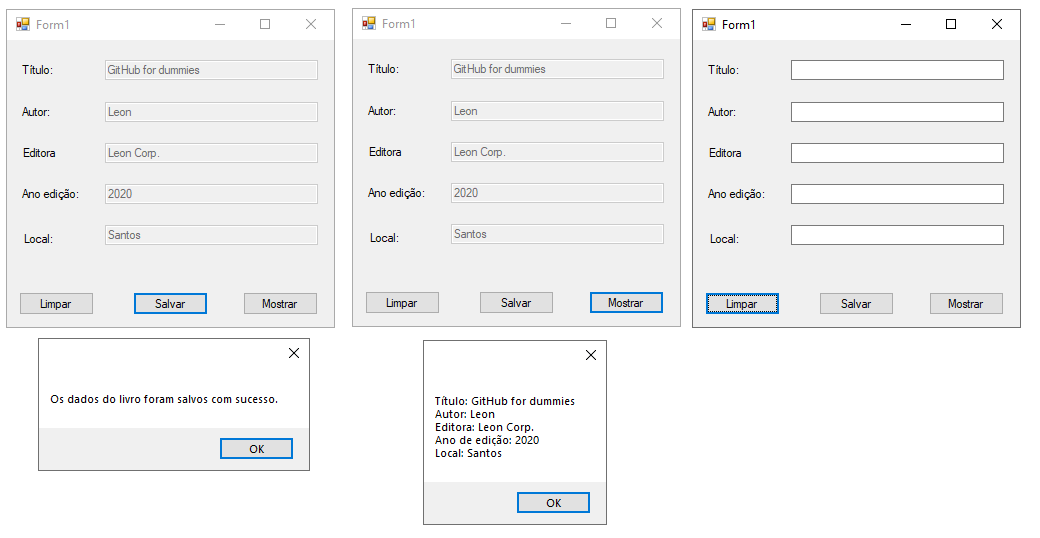 Form1
Título: GitHub for dummies
Autor: Leon
Editora Leon Corp.
Ano edição: 2020
Local: Santos
Limpar Salvar Mostrar
Os dados do livro foram salvos com sucesso.
OK
Form1
Título: GitHub for dummies
Autor: Leon
Editora Leon Corp.
Ano edição: 2020
Local: Santos
Limpar Salvar Mostrar
Título: GitHub for dummies
Autor: Leon
Editora: Leon Corp.
Ano de edição: 2020
Local: Santos
OK
Form1
Título:
Autor:
Editora
Ano edição:
Local:
Limpar Salvar Mostrar